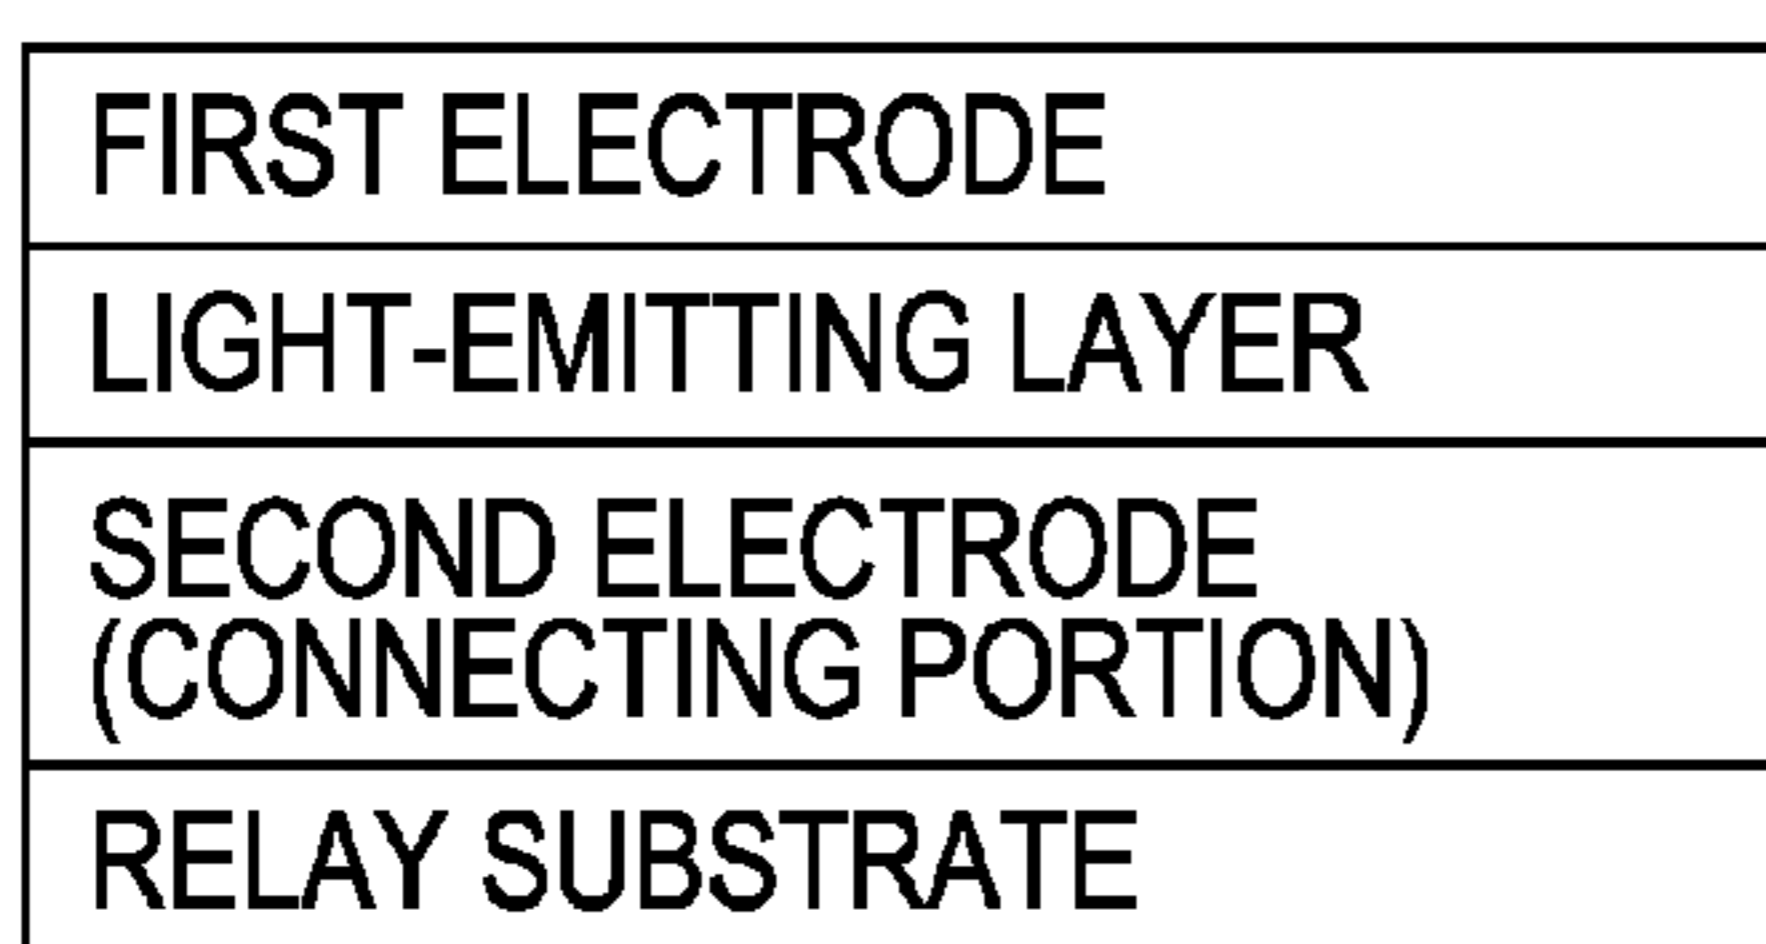 FIRST ELECTRODE
LIGHT-EMITTING LAYER
SECOND ELECTRODE
(CONNECTING PORTION)
RELAY SUBSTRATE